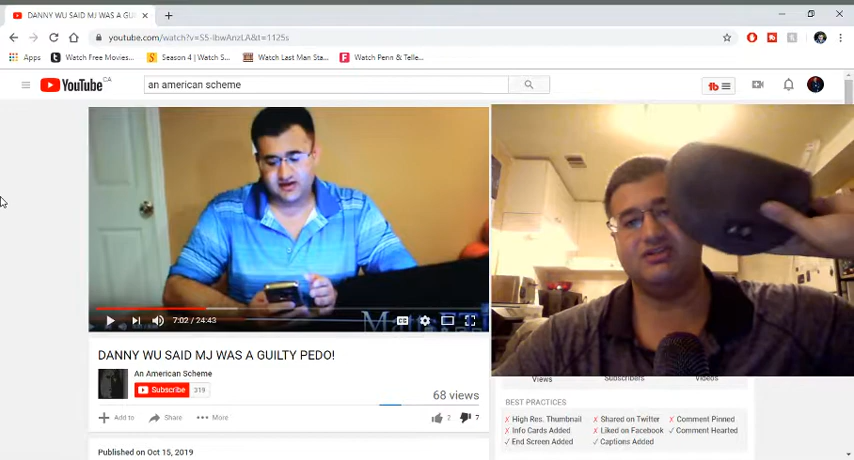 DANNY WU SAID MJ WAS A GUI
youtube.com/watch?v=S5-IbwAnzLA&t=1125s
Apps Watch Free Movies... Season 4 | Watch S... Watch Last Man Sta... Watch Penn & Telle...
YouTube CA an american scheme
7:02 / 24:43
DANNY WU SAID MJ WAS A GUILTY PEDO!
An American Scheme
Subscribe 319
68 views
Add to Share More 2 7
Published on Oct 15, 2019
Views Subscribers Videos
BEST PRACTICES
High Res. Thumbnail Shared on Twitter Comment Pinned
Info Cards Added Liked on Facebook Comment Hearted
End Screen Added Captions Added